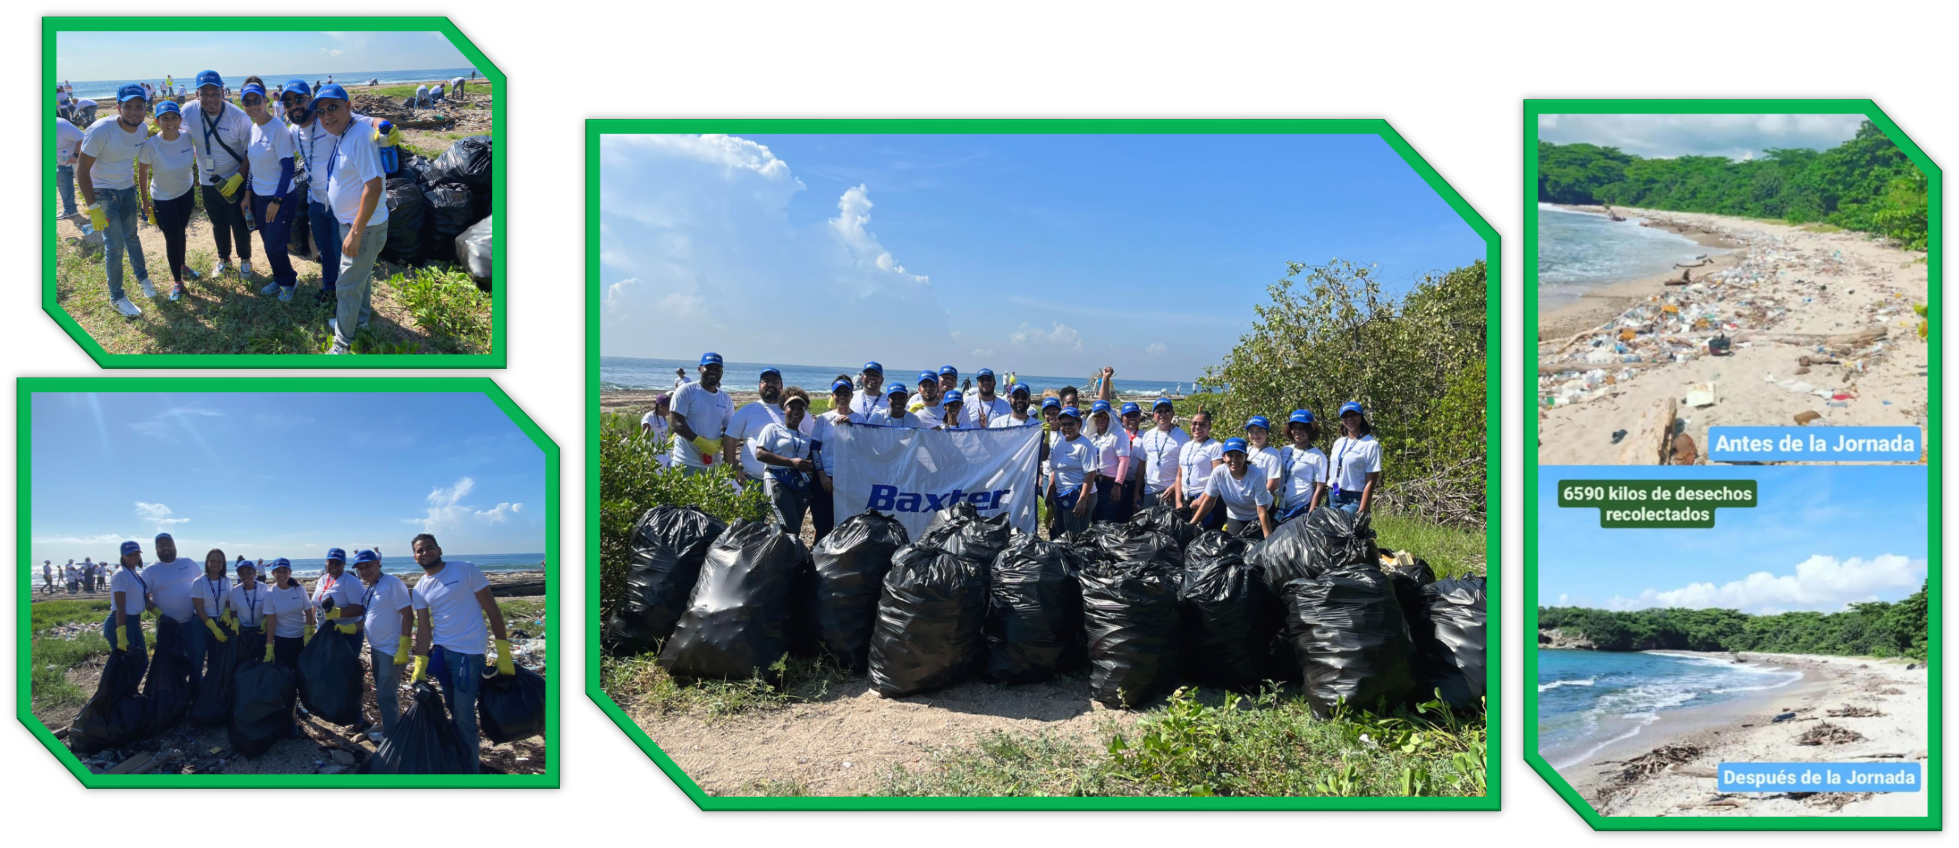 Baxter
Antes de la Jornada
6590 kilos de desechos
recolectados
Después de la Jornada